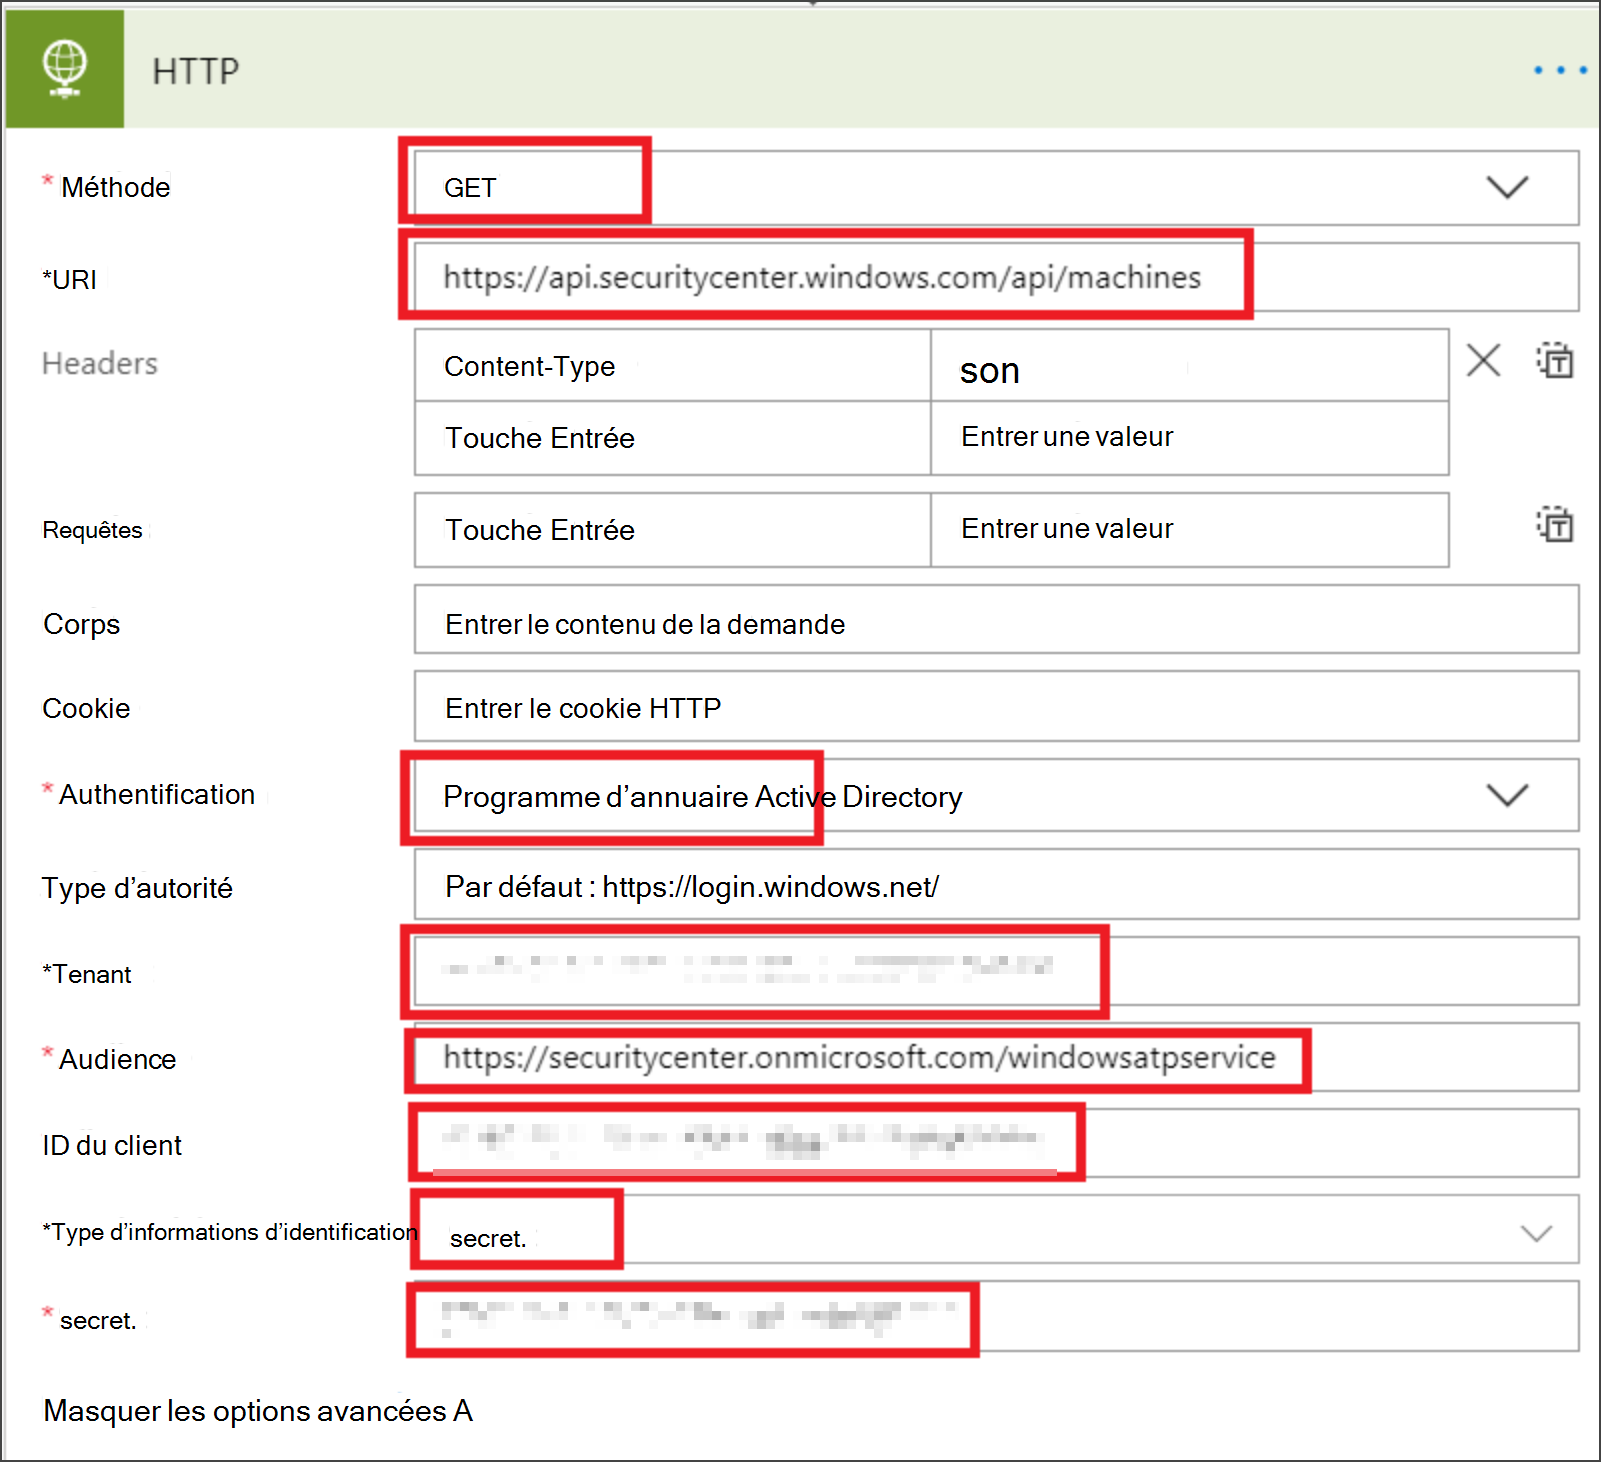 HTTP
* Méthode GET
*URI https://api.securitycenter.windows.com/api/machines
Headers Content-Type son
Touche Entrée Entrer une valeur
Requêtes Touche Entrée Entrer une valeur
Corps Entrer le contenu de la demande
Cookie Entrer le cookie HTTP
* Authentification Programme d’annuaire Active Directory
Type d’autorité Par défaut : https://login.windows.net/
*Tenant
* Audience https://securitycenter.onmicrosoft.com/windowsatpservice
ID du client
*Type d’informations d’identification secret.
* secret.
Masquer les options avancées A